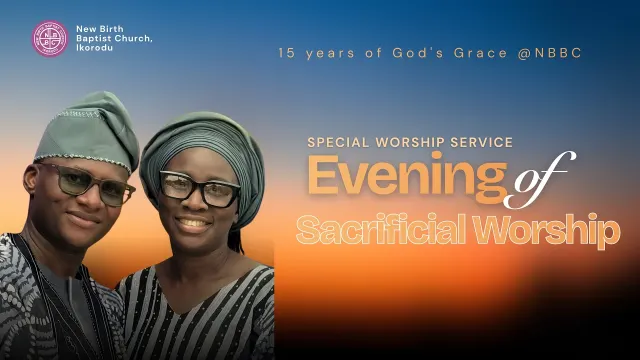 New Birth
Baptist Church,
Ikorodu
15 years of God's Grace @NBBC
SPECIAL WORSHIP SERVICE
Evening of
Sacrificial Worship